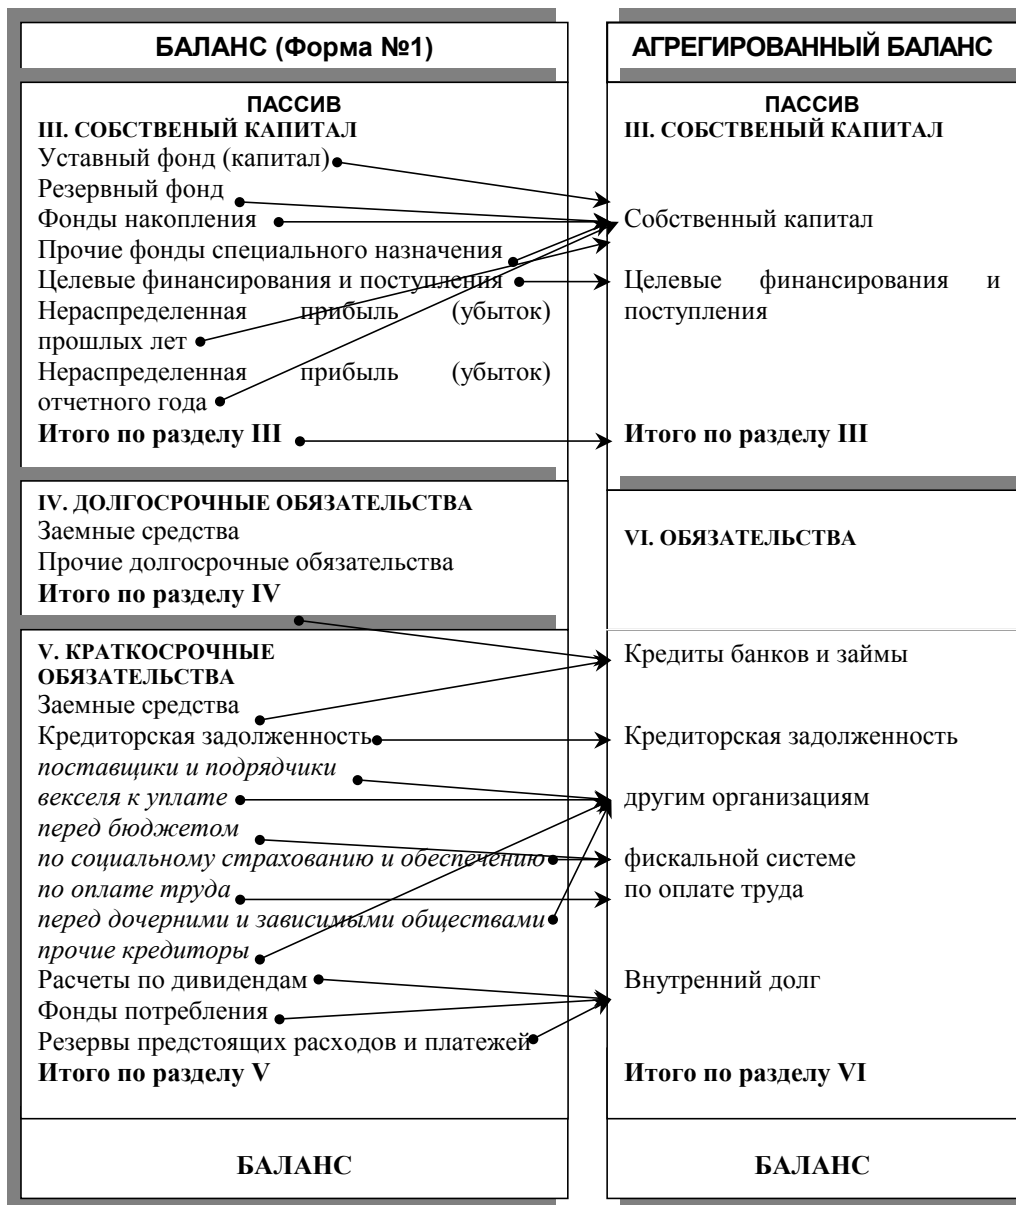 БАЛАНС (Форма №1)
ПАССИВ
III. СОБСТВЕНЫЙ КАПИТАЛ
Уставный фонд (капитал)
Резервный фонд
Фонды накопления
Прочие фонды специального назначения
Целевые финансирования и поступления
Нераспределенная прибыль (убыток)
прошлых лет
Нераспределенная прибыль (убыток)
отчетного года
Итого по разделу III
IV. ДОЛГОСРОЧНЫЕ ОБЯЗАТЕЛЬСТВА
Заемные средства
Прочие долгосрочные обязательства
Итого по разделу IV
V. КРАТКОСРОЧНЫЕ
ОБЯЗАТЕЛЬСТВА
Заемные средства
Кредиторская задолженность
поставщики и подрядчики
векселя к уплате
перед бюджетом
по социальному страхованию и обеспечению
по оплате труда
перед дочерними и зависимыми обществами
прочие кредиторы
Расчеты по дивидендам
Фонды потребления
Резервы предстоящих расходов и платежей
Итого по разделу V
БАЛАНС
АГРЕГИРОВАННЫЙ БАЛАНС
ПАССИВ
III. СОБСТВЕНЫЙ КАПИТАЛ
Собственный капитал
Целевые финансирования и
поступления
Итого по разделу III
VI. ОБЯЗАТЕЛЬСТВА
Кредиты банков и займы
Кредиторская задолженность
другим организациям
фискальной системе
по оплате труда
Внутренний долг
Итого по разделу VI
БАЛАНС